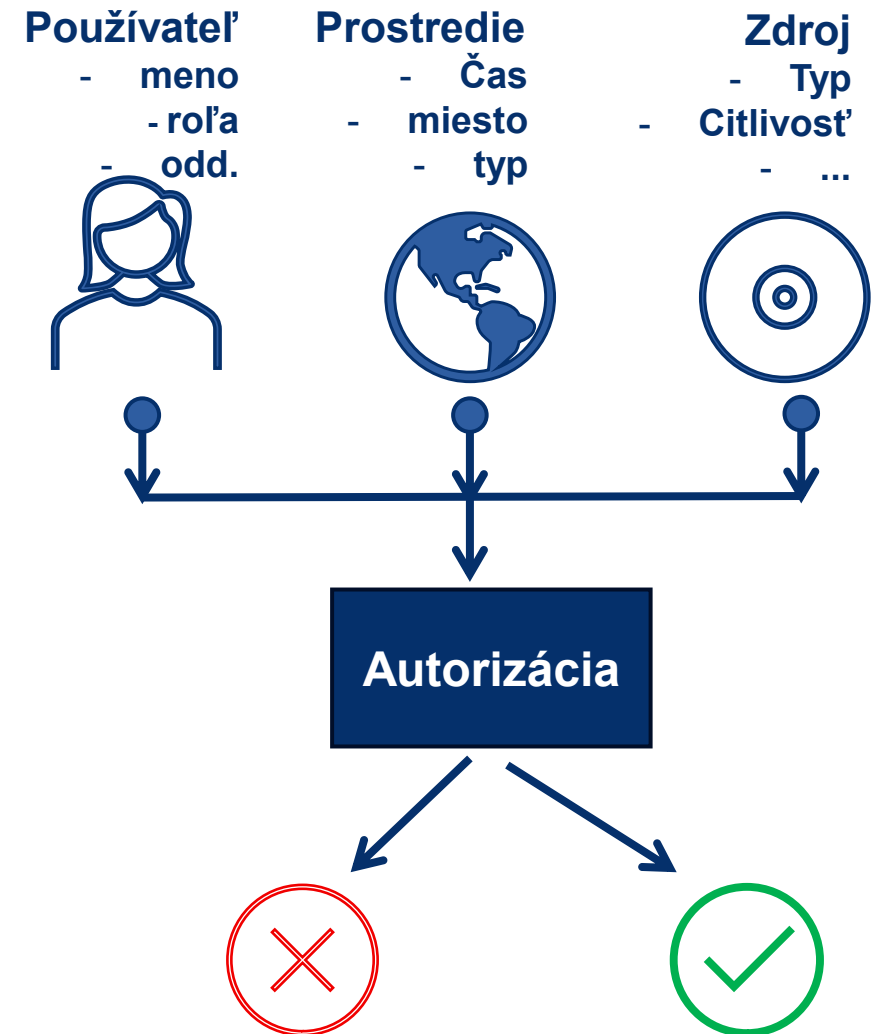 Používateľ
- meno
- roľa
- odd.
Prostredie
- Čas
- miesto
- typ
Zdroj
- Typ
- Citlivosť
- ...
Autorizácia